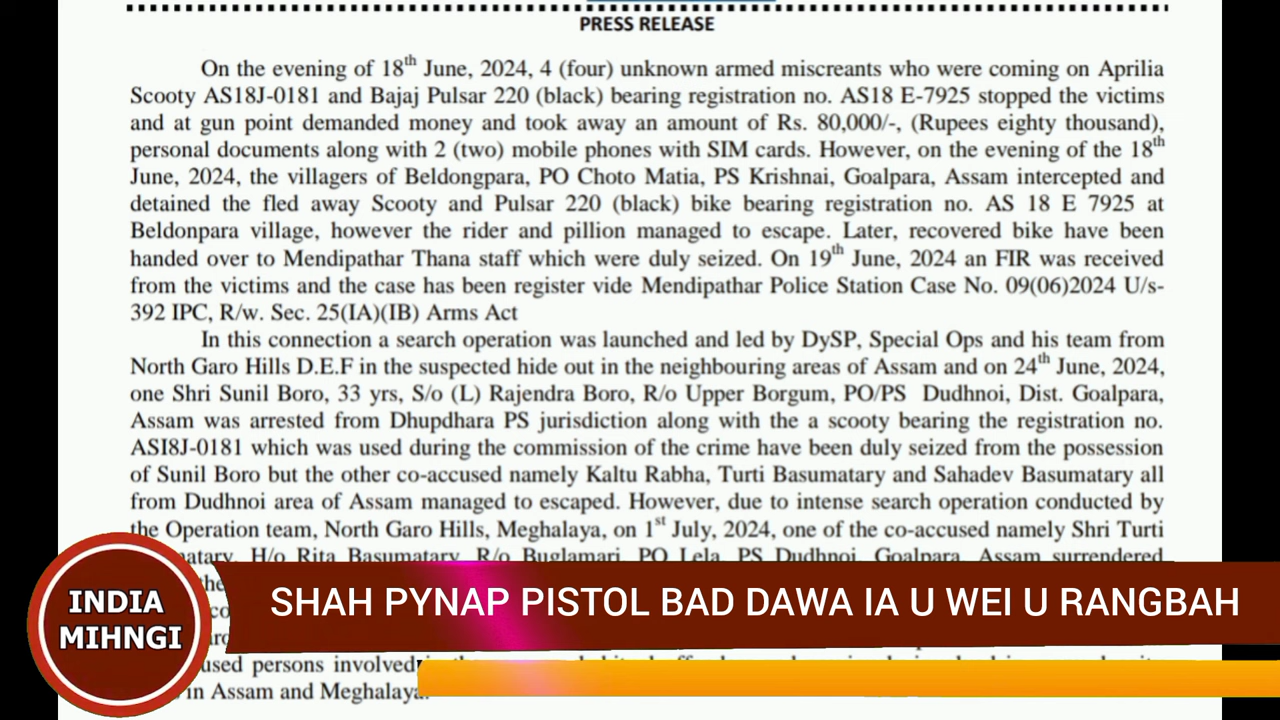 PRESS RELEASE
On the evening of 18th June, 2024, 4 (four) unknown armed miscreants who were coming on Aprilia
Scooty AS18J-0181 and Bajaj Pulsar 220 (black) bearing registration no. AS18 E-7925 stopped the victims
and at gun point demanded money and took away an amount of Rs. 80,000/-, (Rupees eighty thousand),
personal documents along with 2 (two) mobile phones with SIM cards. However, on the evening of the 18th
June, 2024, the villagers of Beldongpara, PO Choto Matia, PS Krishnai, Goalpara, Assam intercepted and
detained the fled away Scooty and Pulsar 220 (black) bike bearing registration no. AS 18 E 7925 at
Beldonpara village, however the rider and pillion managed to escape. Later, recovered bike have been
handed over to Mendipathar Thana staff which were duly seized. On 19th June, 2024 an FIR was received
from the victims and the case has been register vide Mendipathar Police Station Case No. 09(06)2024 U/s-
392 IPC, R/w. Sec. 25(IA)(IB) Arms Act
In this connection a search operation was launched and led by DySP, Special Ops and his team from
North Garo Hills D.E.F in the suspected hide out in the neighbouring areas of Assam and on 24th June, 2024,
one Shri Sunil Boro, 33 yrs, S/o (L) Rajendra Boro, R/o Upper Borgum, PO/PS Dudhnoi, Dist. Goalpara,
Assam was arrested from Dhupdhara PS jurisdiction along with the a scooty bearing the registration no.
ASI8J-0181 which was used during the commission of the crime have been duly seized from the possession
of Sunil Boro but the other co-accused namely Kaltu Rabha, Turti Basumatary and Sahadev Basumatary all
from Dudhnoi area of Assam managed to escaped. However, due to intense search operation conducted by
the Operation team, North Garo Hills, Meghalaya, on 1st July, 2024, one of the co-accused namely Shri Turti
H/o Rita Basumatary, R/o Buglamari, PO Lela, PS Dudhnoi, Goalpara, Assam surrendered
persons involved
in Assam and Meghalaya.
INDIA
MIHNGI
SHAH PYNAP PISTOL BAD DAWA IA U WEI U RANGBAH